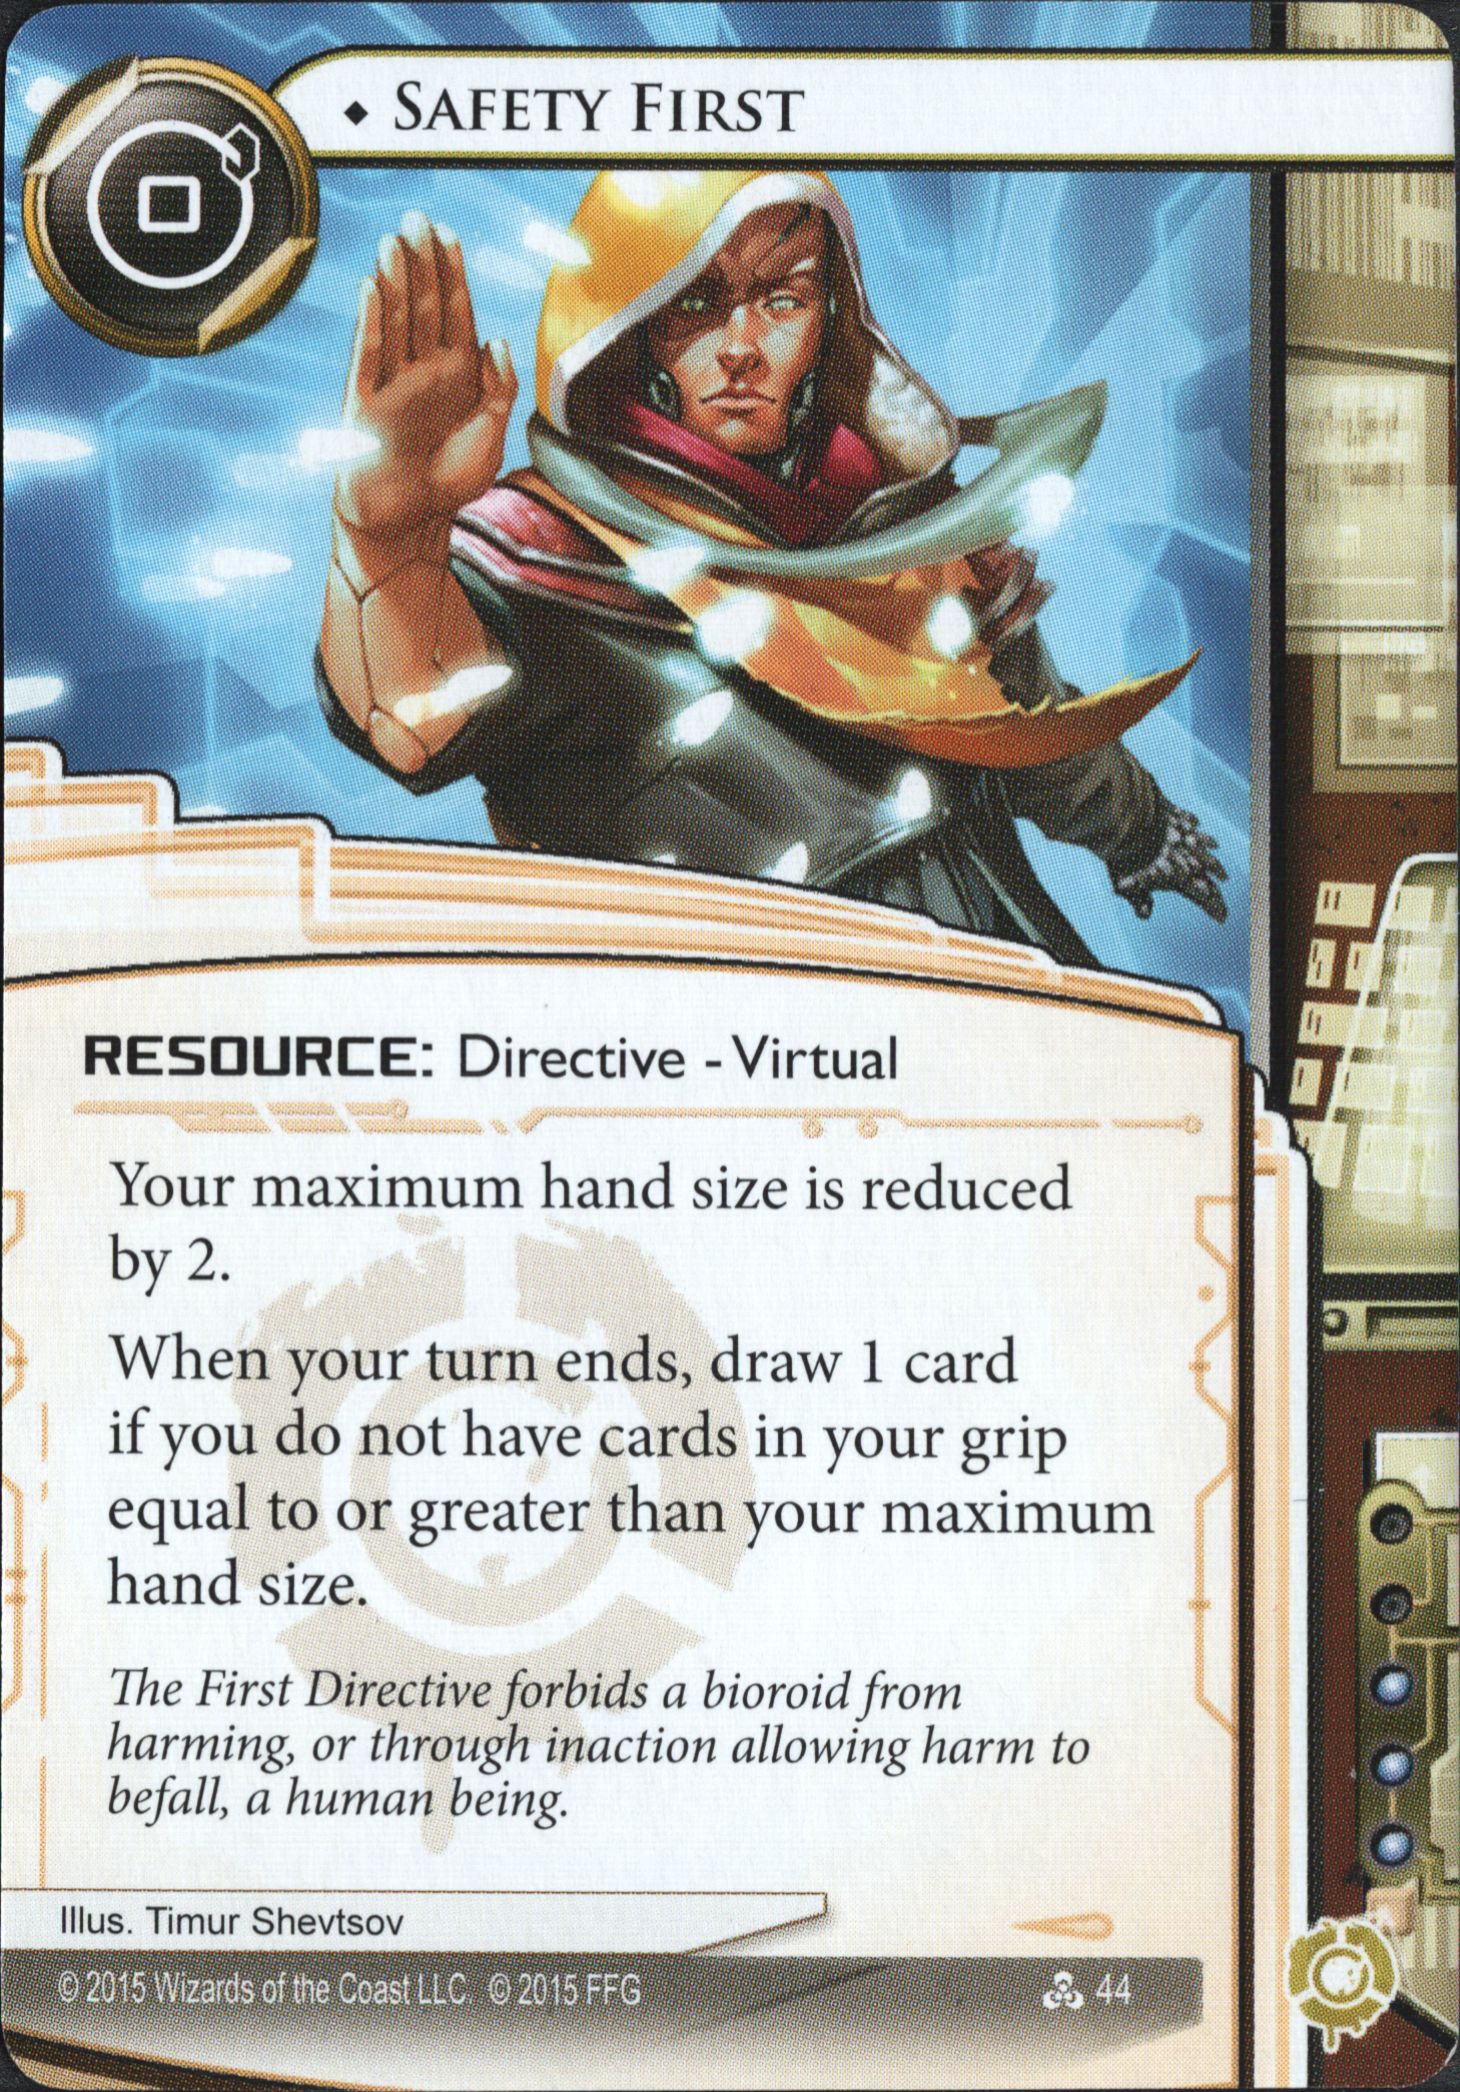 ◆ SAFETY FIRST
0
RESOURCE: Directive - Virtual
Your maximum hand size is reduced
by 2.
When your turn ends, draw 1 card
if you do not have cards in your grip
equal to or greater than your maximum
hand size.
The First Directive forbids a bioroid from
harming, or through inaction allowing harm to
befall, a human being.
Illus. Timur Shevtsov
© 2015 Wizards of the Coast LLC. © 2015 FFG
44